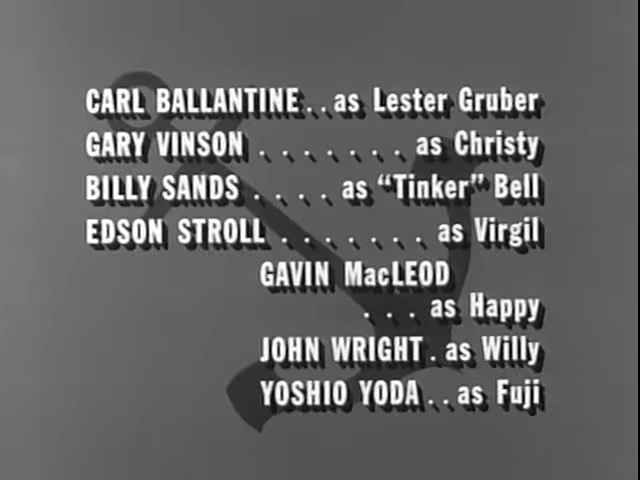 CARL BALLANTINE . . as Lester Gruber
GARY VINSON . . . . . . . as Christy
BILLY SANDS . . . . as “Tinker” Bell
EDSON STROLL . . . . . . . as Virgil
GAVIN MacLEOD
. . . as Happy
JOHN WRIGHT . as Willy
YOSHIO YODA . . as Fuji